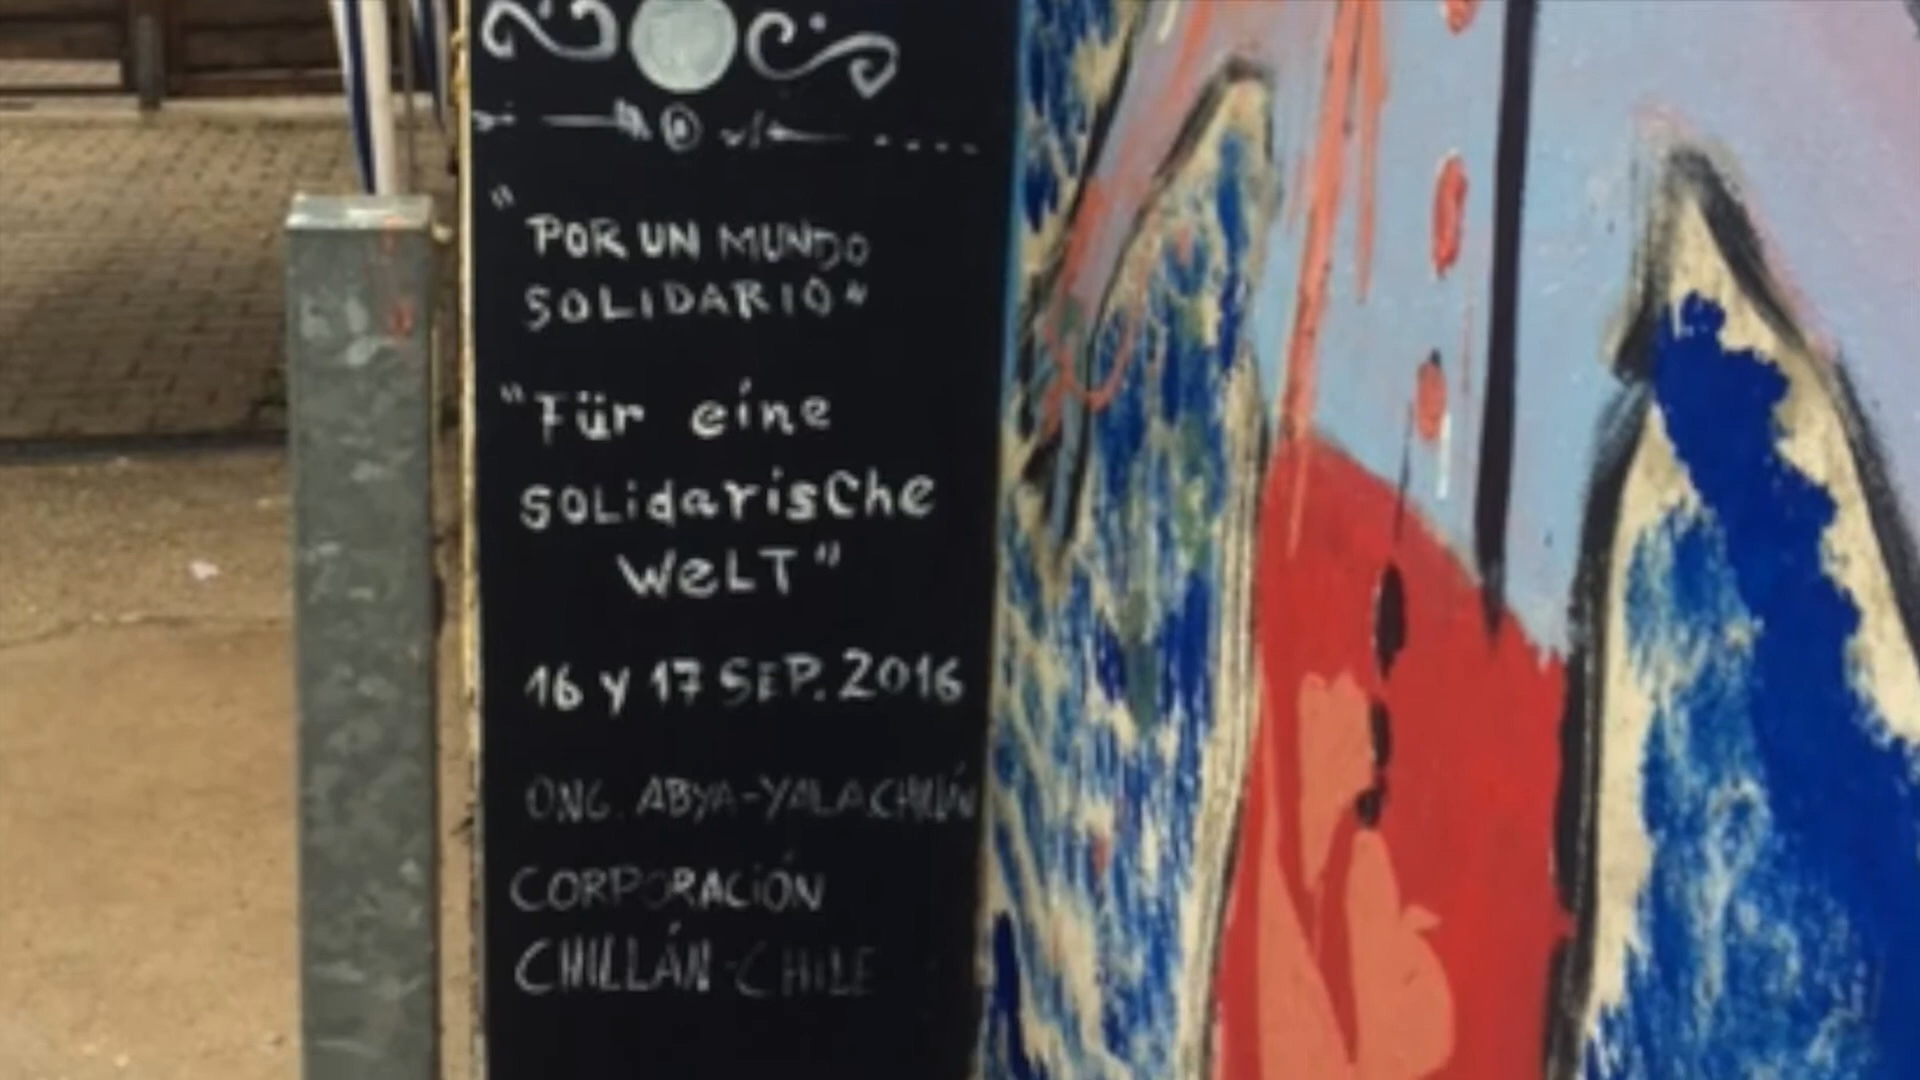 "POR UN MUNDO
SOLIDARIO"
"Für eine
SOLidarisChe
WeLT"
16 y 17 SEP. 2016
ONG. ABYA-YALA CHILLÁN
CORPORACIÓN
CHILLÁN-CHILE